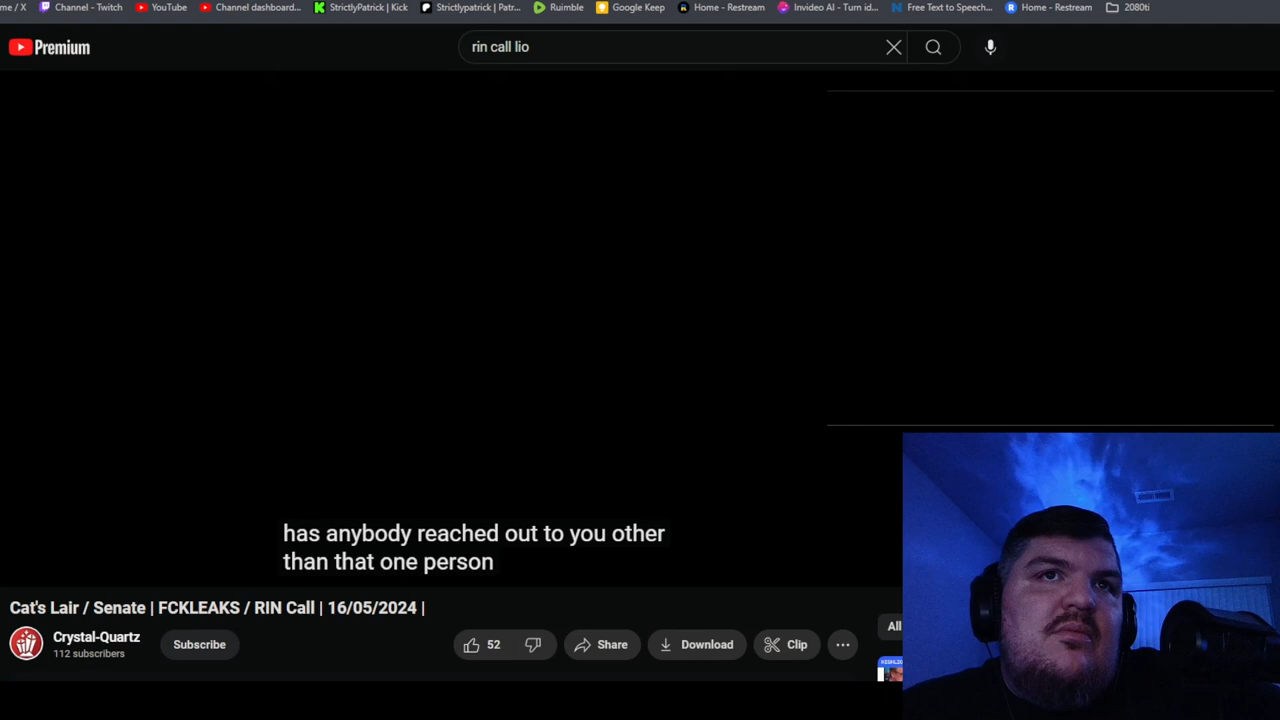 me / X Channel - Twitch YouTube Channel dashboard... StrictlyPatrick | Kick Strictlypatrick | Patr... Rumble Google Keep Home - Restream Invideo AI - Turn id... Free Text to Speech... Home - Restream 2080ti
Premium
rin call lio
has anybody reached out to you other
than that one person
Cat's Lair / Senate | FCKLEAKS / RIN Call | 16/05/2024 |
Crystal-Quartz
112 subscribers
Subscribe
52
Share
Download
Clip
All
HIGHLIG